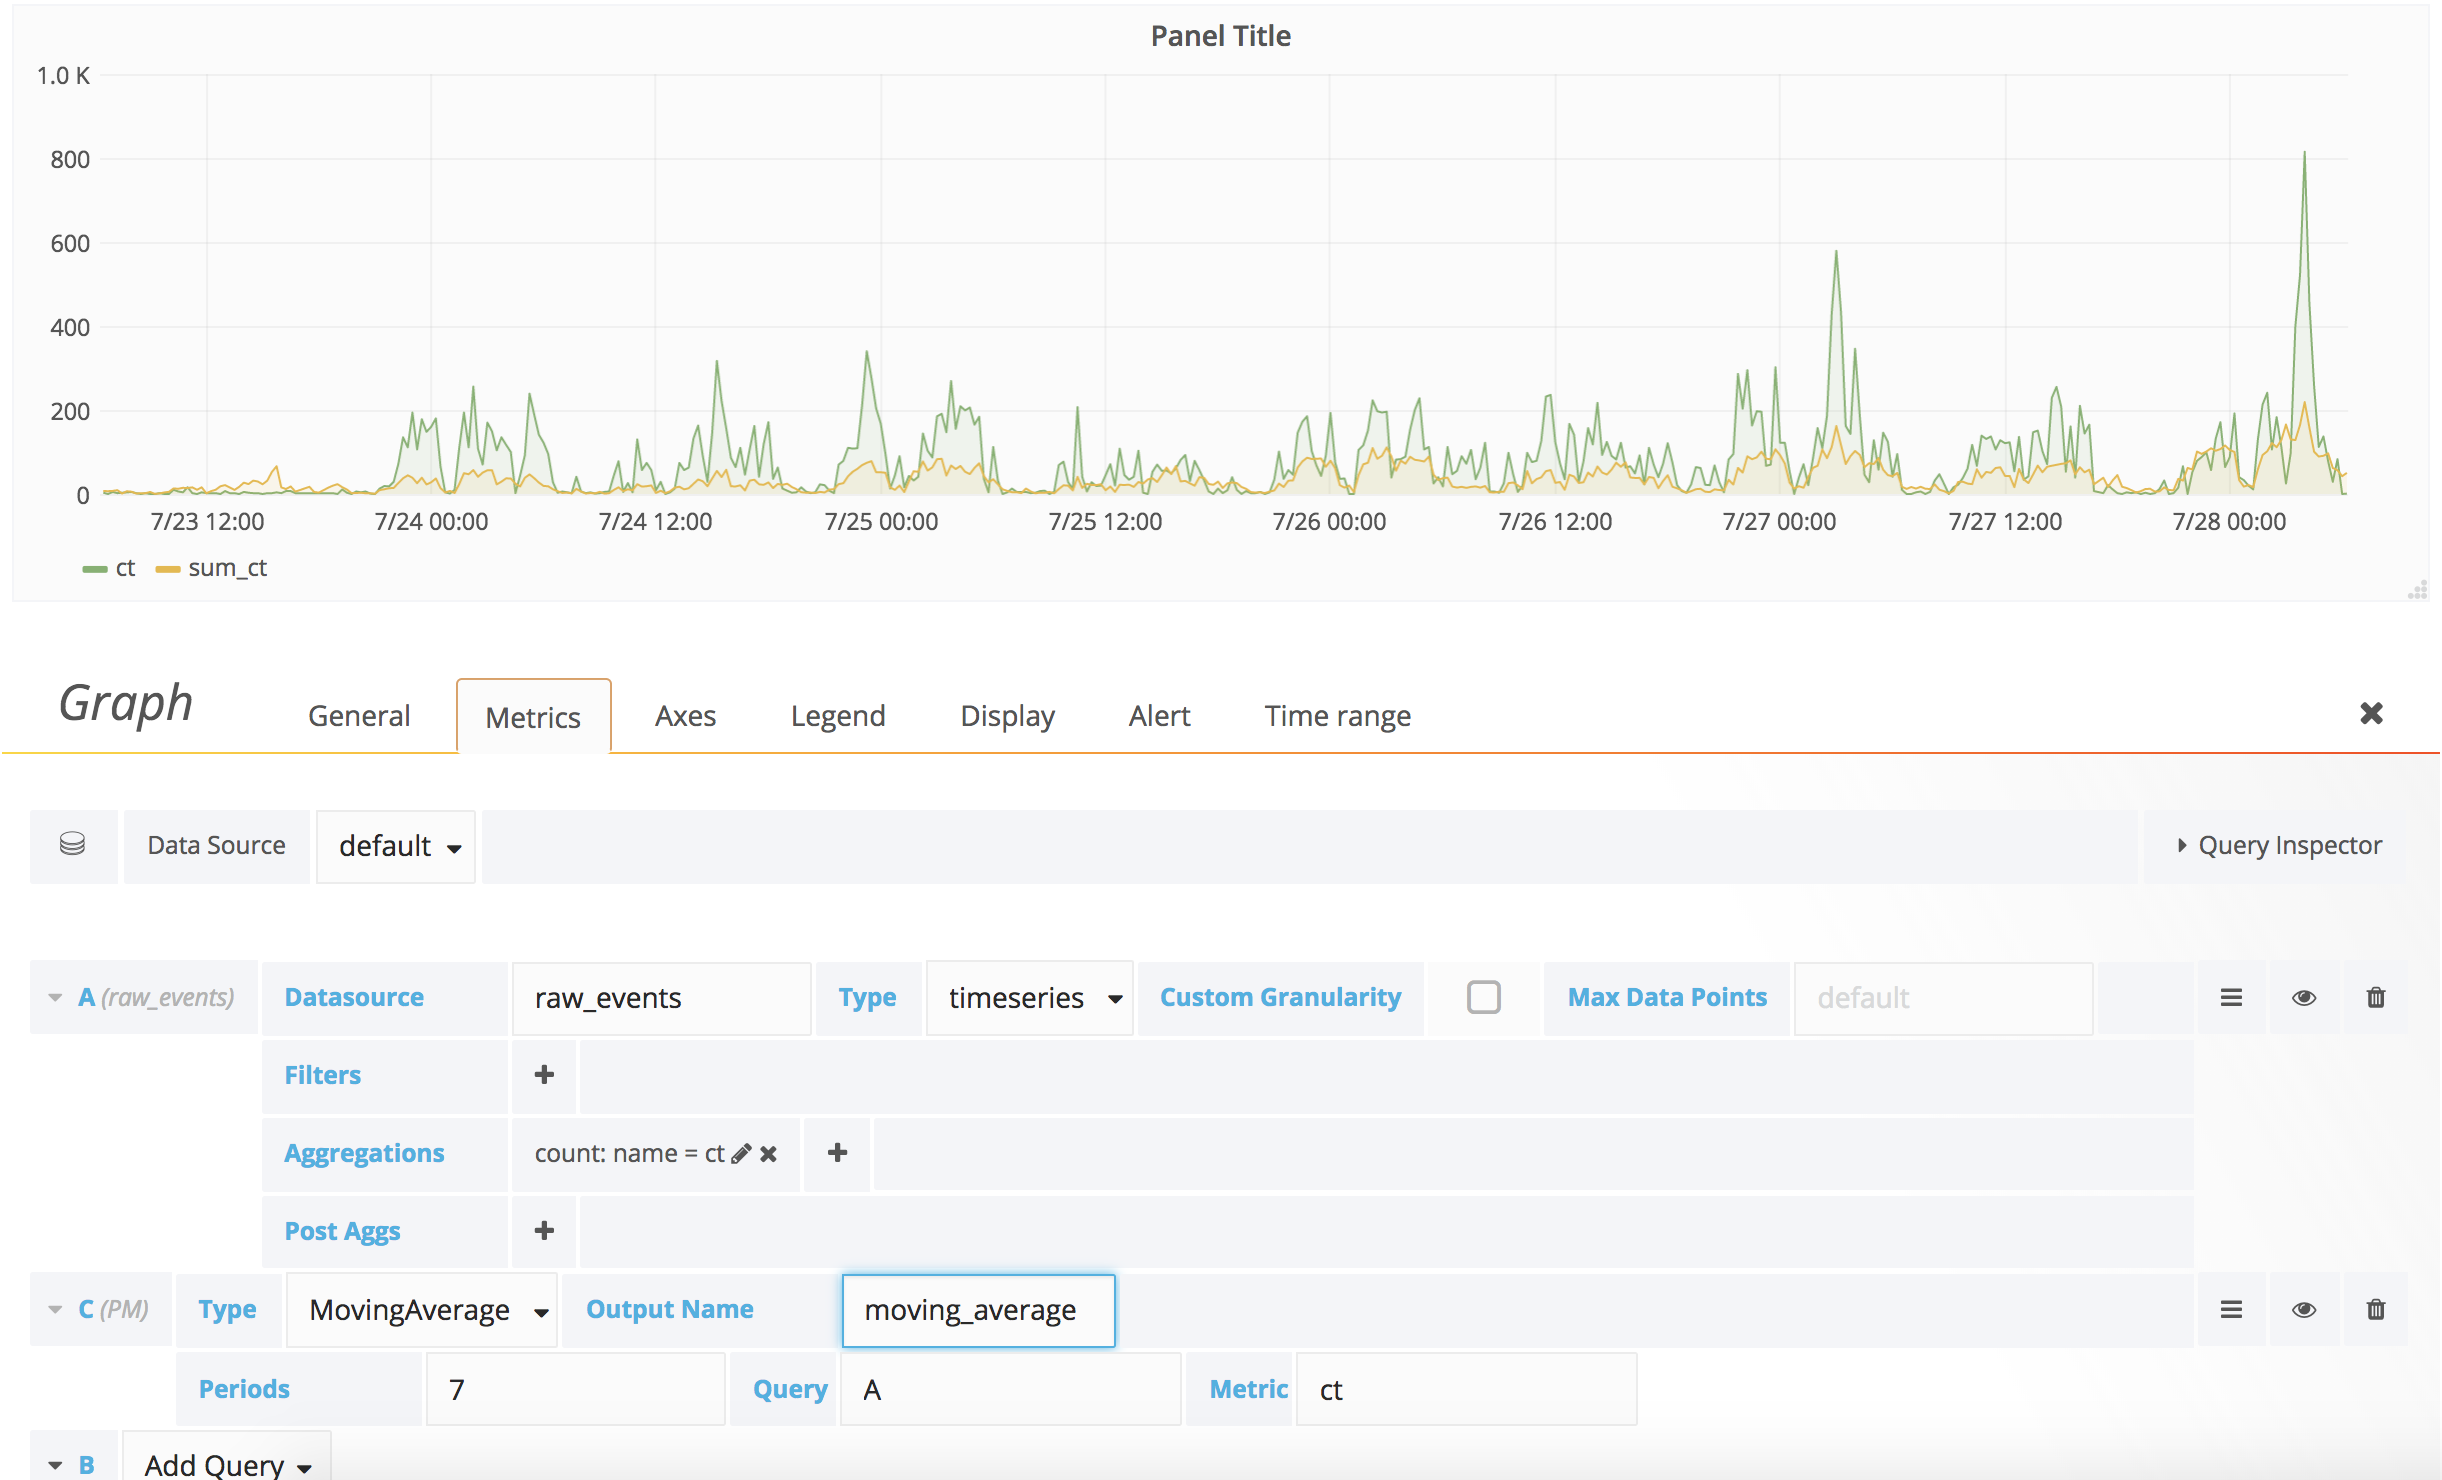 Panel Title
1.0 K
800
600
400
200
0
7/23 12:00 7/24 00:00 7/24 12:00 7/25 00:00 7/25 12:00 7/26 00:00 7/26 12:00 7/27 00:00 7/27 12:00 7/28 00:00
ct sum_ct
Graph General Metrics Axes Legend Display Alert Time range
Data Source default Query Inspector
A (raw_events) Datasource raw_events Type timeseries Custom Granularity Max Data Points default
Filters
Aggregations count: name = ct
Post Aggs
C (PM) Type MovingAverage Output Name moving_average
Periods 7 Query A Metric ct
B Add Query